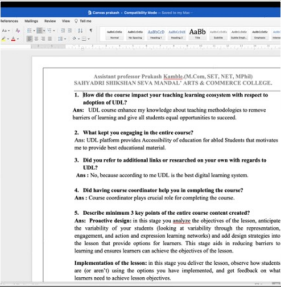 Convoc prakash - Compatibility Mode
References Mailings Review View Tell me
AaBb
Assistant professor Prakash Kamble.(M.Com, SET, NET, MPhil)
SAHYADRI SHIKSHAN SEVA MANDAL' ARTS & COMMERCE COLLEGE.
1. How did the course impact your teaching learning ecosystem with respect to
adoption of UDL?
Ans: UDL course enhance my knowledge about teaching methodologies to remove
barriers of learning and give all students equal opportunities to succeed.
2. What kept you engaging in the entire course?
Ans: UDL platform provides Accessibility of education for abled Students that motivates
me to provide best educational material.
3. Did you refer to additional links or researched on your own with regards to
UDL?
Ans : No, because according to me UDL is the best digital learning system.
4. Did having course coordinator help you in completing the course?
Ans : Course coordinator plays crucial role for completing the course.
5. Describe minimum 3 key points of the entire course content created?
Ans: Proactive design: in this stage you analyze the objectives of the lesson, anticipate
the variability of your students (looking at variability through the representation,
engagement, and action and expression learning networks) and add design strategies into
the lesson that provide options for learners. This stage aids in reducing barriers to
learning and ensures learners can achieve the objectives of the lesson.
Implementation of the lesson: in this stage you deliver the lesson, observe how students
are (or aren't) using the options you have implemented, and get feedback on what
learners need to achieve lesson objectives.